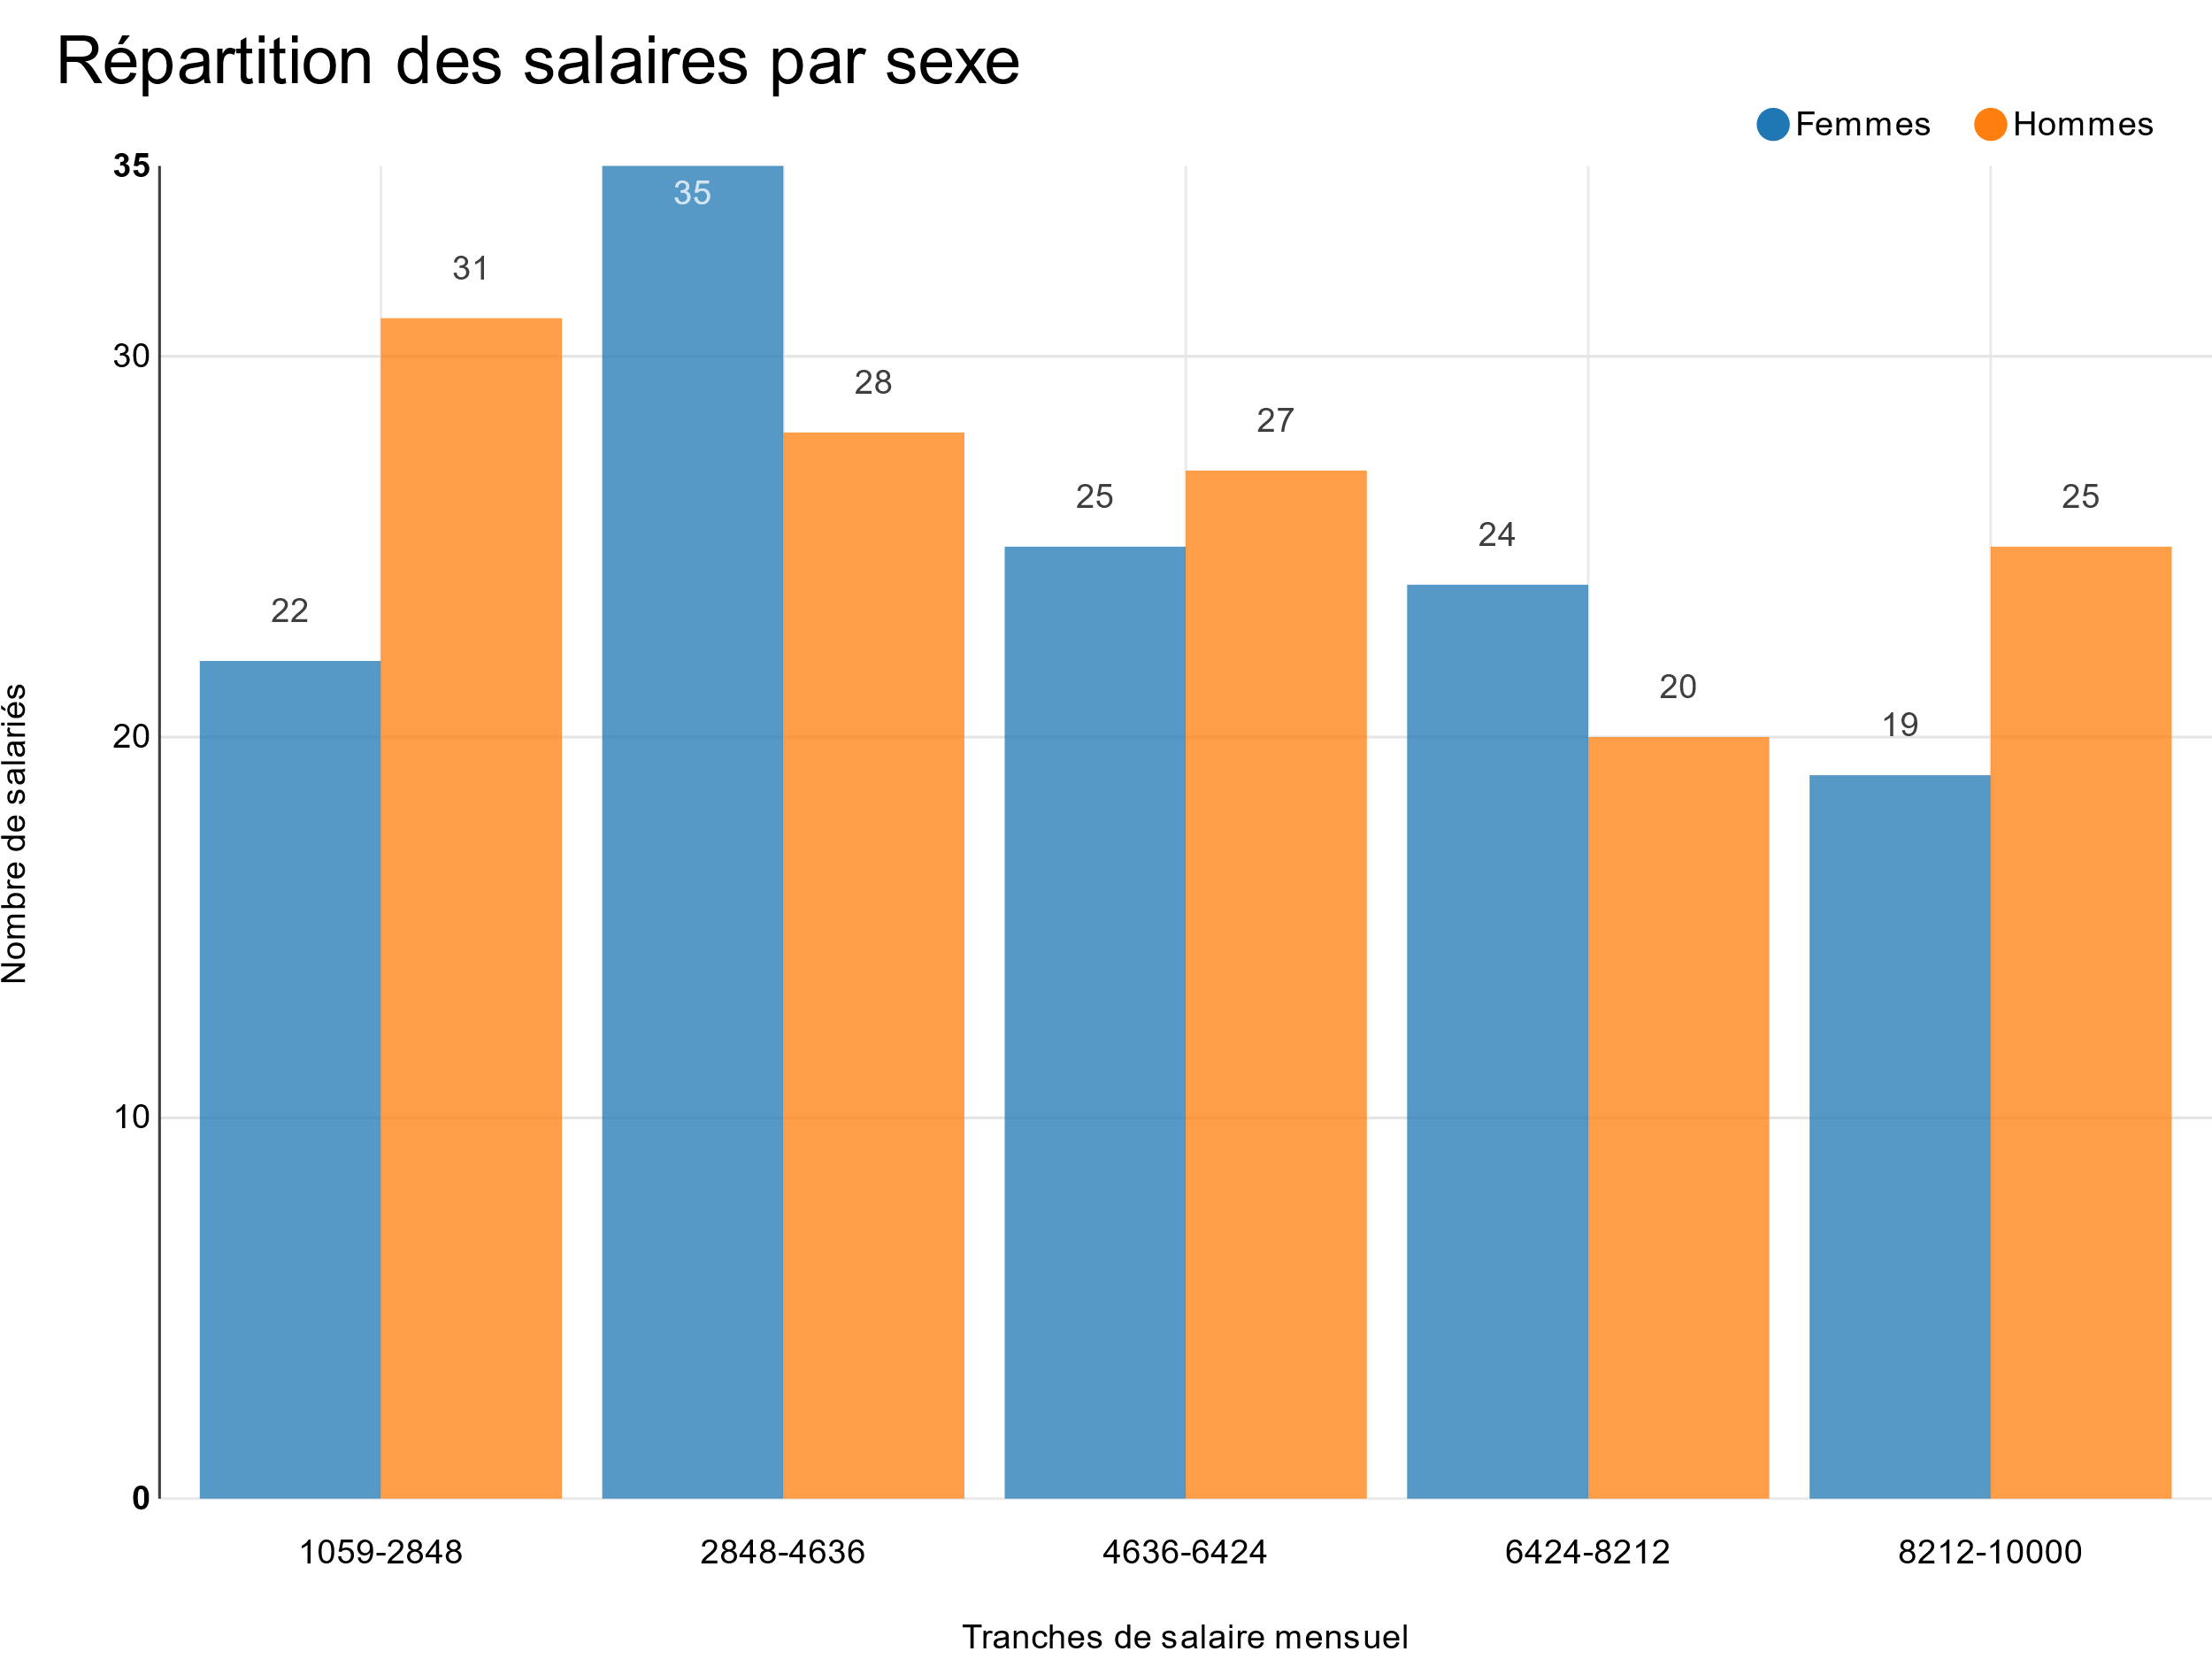 Répartition des salaires par sexe
Femmes Hommes
35
30
20
10
0
Nombre de salariés
22 31
35 28
25 27
24 20
19 25
1059-2848 2848-4636 4636-6424 6424-8212 8212-10000
Tranches de salaire mensuel